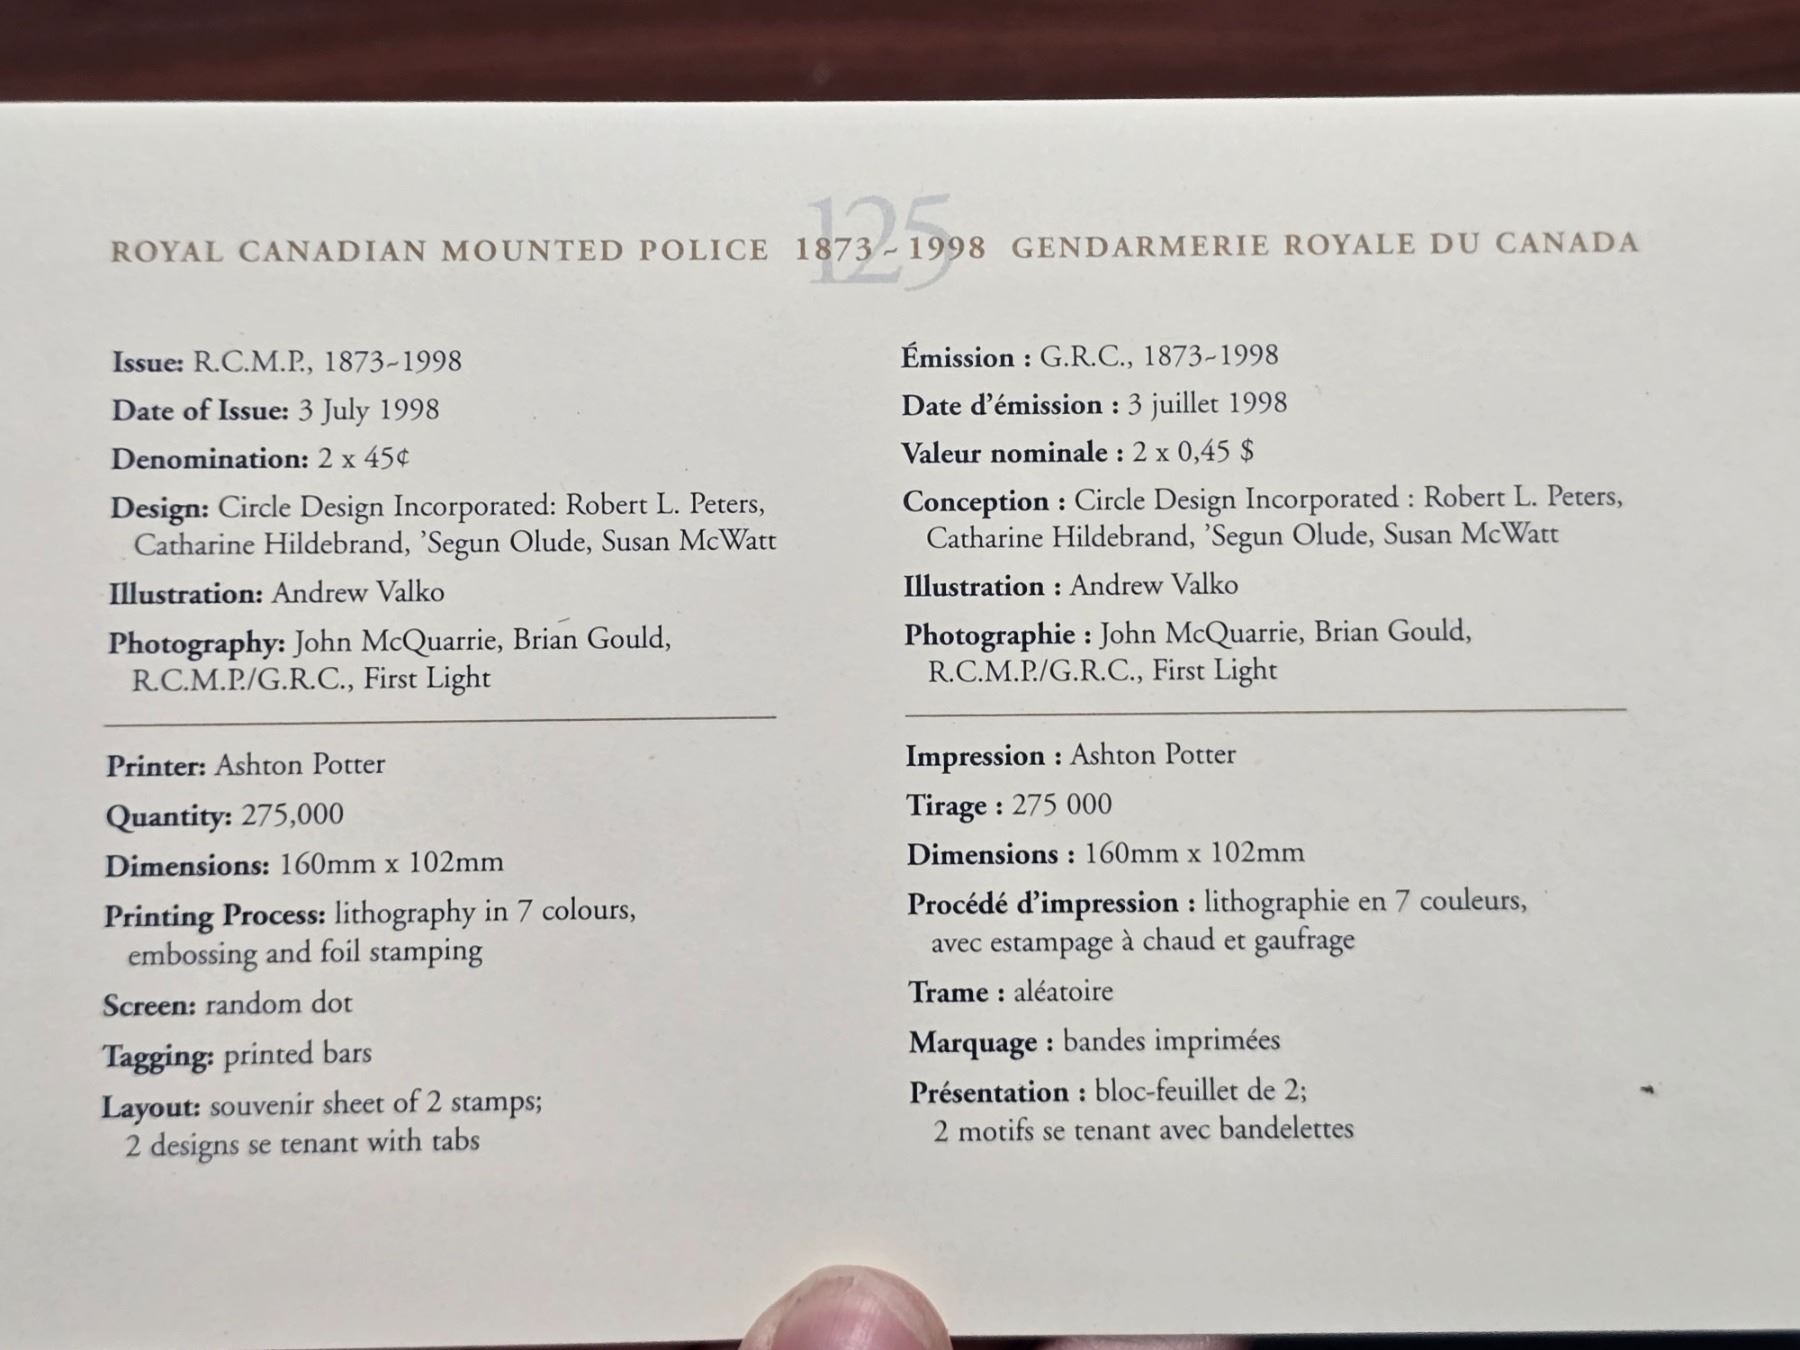 125
ROYAL CANADIAN MOUNTED POLICE 1873~1998 GENDARMERIE ROYALE DU CANADA
Issue: R.C.M.P., 1873~1998
Date of Issue: 3 July 1998
Denomination: 2 x 45¢
Design: Circle Design Incorporated: Robert L. Peters,
Catharine Hildebrand, ’Segun Olude, Susan McWatt
Illustration: Andrew Valko
Photography: John McQuarrie, Brian Gould,
R.C.M.P./G.R.C., First Light
Printer: Ashton Potter
Quantity: 275,000
Dimensions: 160mm x 102mm
Printing Process: lithography in 7 colours,
embossing and foil stamping
Screen: random dot
Tagging: printed bars
Layout: souvenir sheet of 2 stamps;
2 designs se tenant with tabs
Émission : G.R.C., 1873~1998
Date d’émission : 3 juillet 1998
Valeur nominale : 2 x 0,45 $
Conception : Circle Design Incorporated : Robert L. Peters,
Catharine Hildebrand, ’Segun Olude, Susan McWatt
Illustration : Andrew Valko
Photographie : John McQuarrie, Brian Gould,
R.C.M.P./G.R.C., First Light
Impression : Ashton Potter
Tirage : 275 000
Dimensions : 160mm x 102mm
Procédé d’impression : lithographie en 7 couleurs,
avec estampage à chaud et gaufrage
Trame : aléatoire
Marquage : bandes imprimées
Présentation : bloc-feuillet de 2;
2 motifs se tenant avec bandelettes